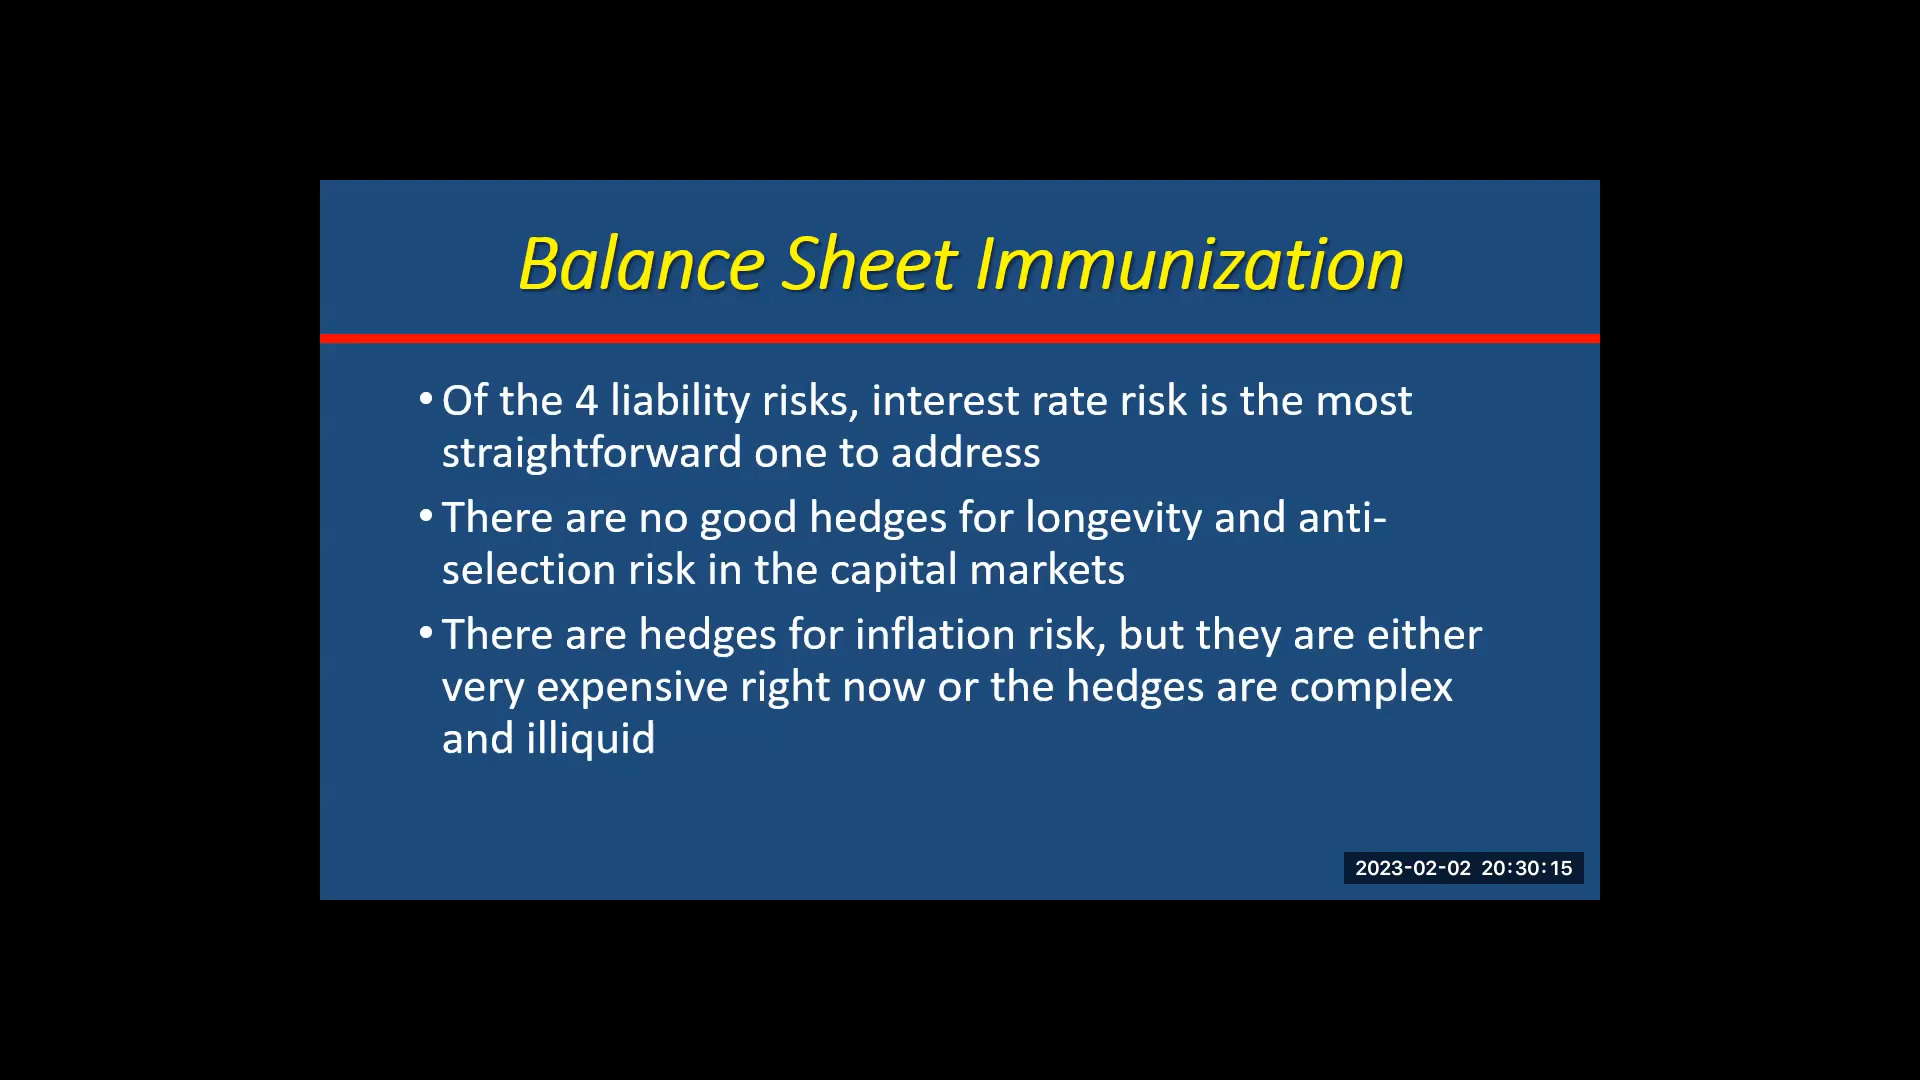 Balance Sheet Immunization
• Of the 4 liability risks, interest rate risk is the most
straightforward one to address
• There are no good hedges for longevity and anti-
selection risk in the capital markets
• There are hedges for inflation risk, but they are either
very expensive right now or the hedges are complex
and illiquid
2023-02-02 20:30:15